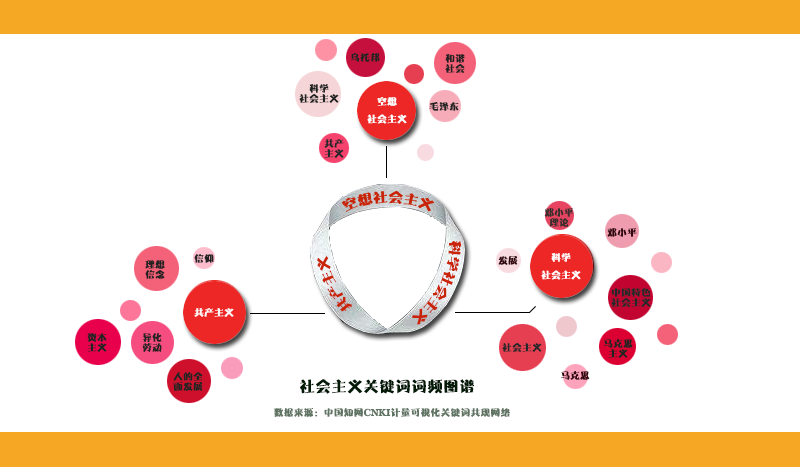 乌托邦
和谐
社会
科学
社会主义
空想
社会主义
毛泽东
共产
主义
空想社会主义
科学社会主义
共产主义
邓小平
理论
邓小平
发展
科学
社会主义
中国特色
社会主义
社会主义
马克思
主义
马克思
理想
信念
信仰
共产主义
资本
主义
异化
劳动
人的全
面发展
社会主义关键词词频图谱
数据来源：中国知网CNKI计量可视化关键词共现网络